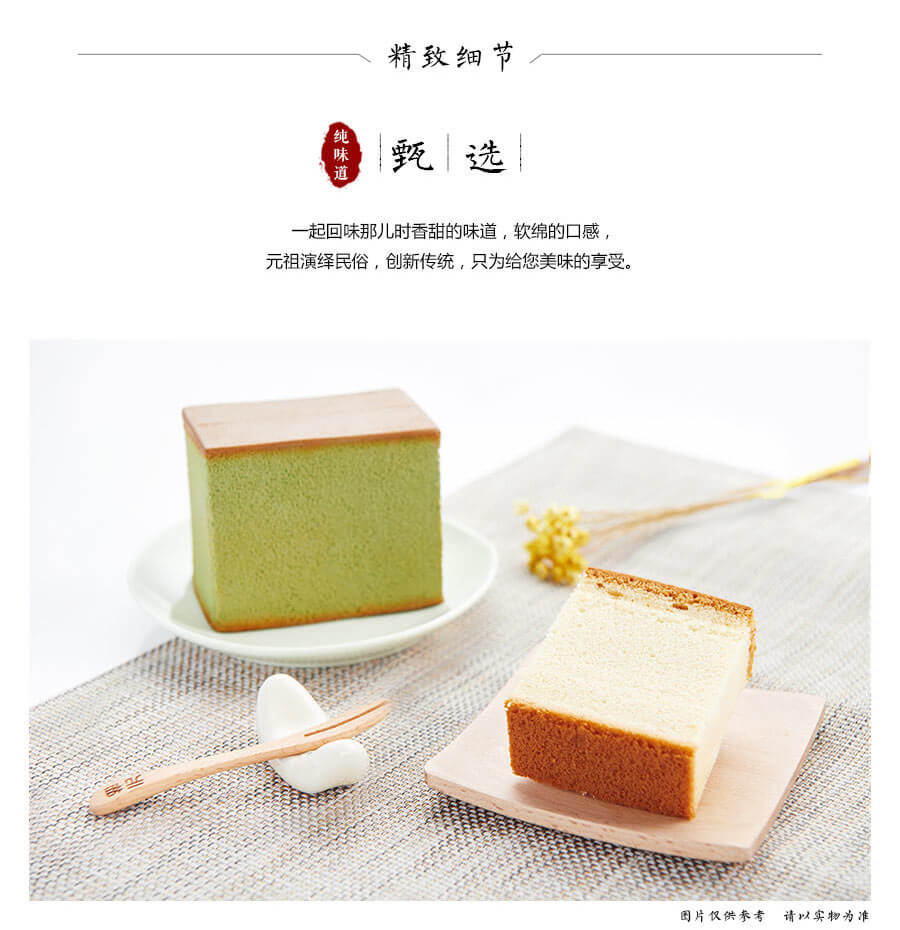 精致细节
纯味道
甄选
一起回味那儿时香甜的味道，软绵的口感，
元祖演绎民俗，创新传统，只为给您美味的享受。
元祖
图片仅供参考 请以实物为准